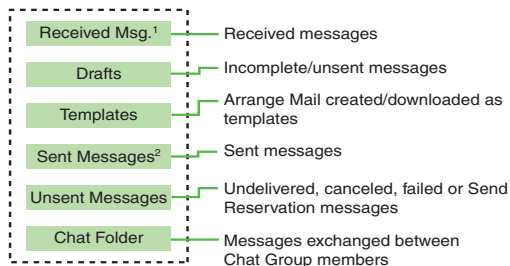 Received Msg.¹ Received messages
Drafts Incomplete/unsent messages
Templates Arrange Mail created/downloaded as
templates
Sent Messages² Sent messages
Unsent Messages Undelivered, canceled, failed or Send
Reservation messages
Chat Folder Messages exchanged between
Chat Group members